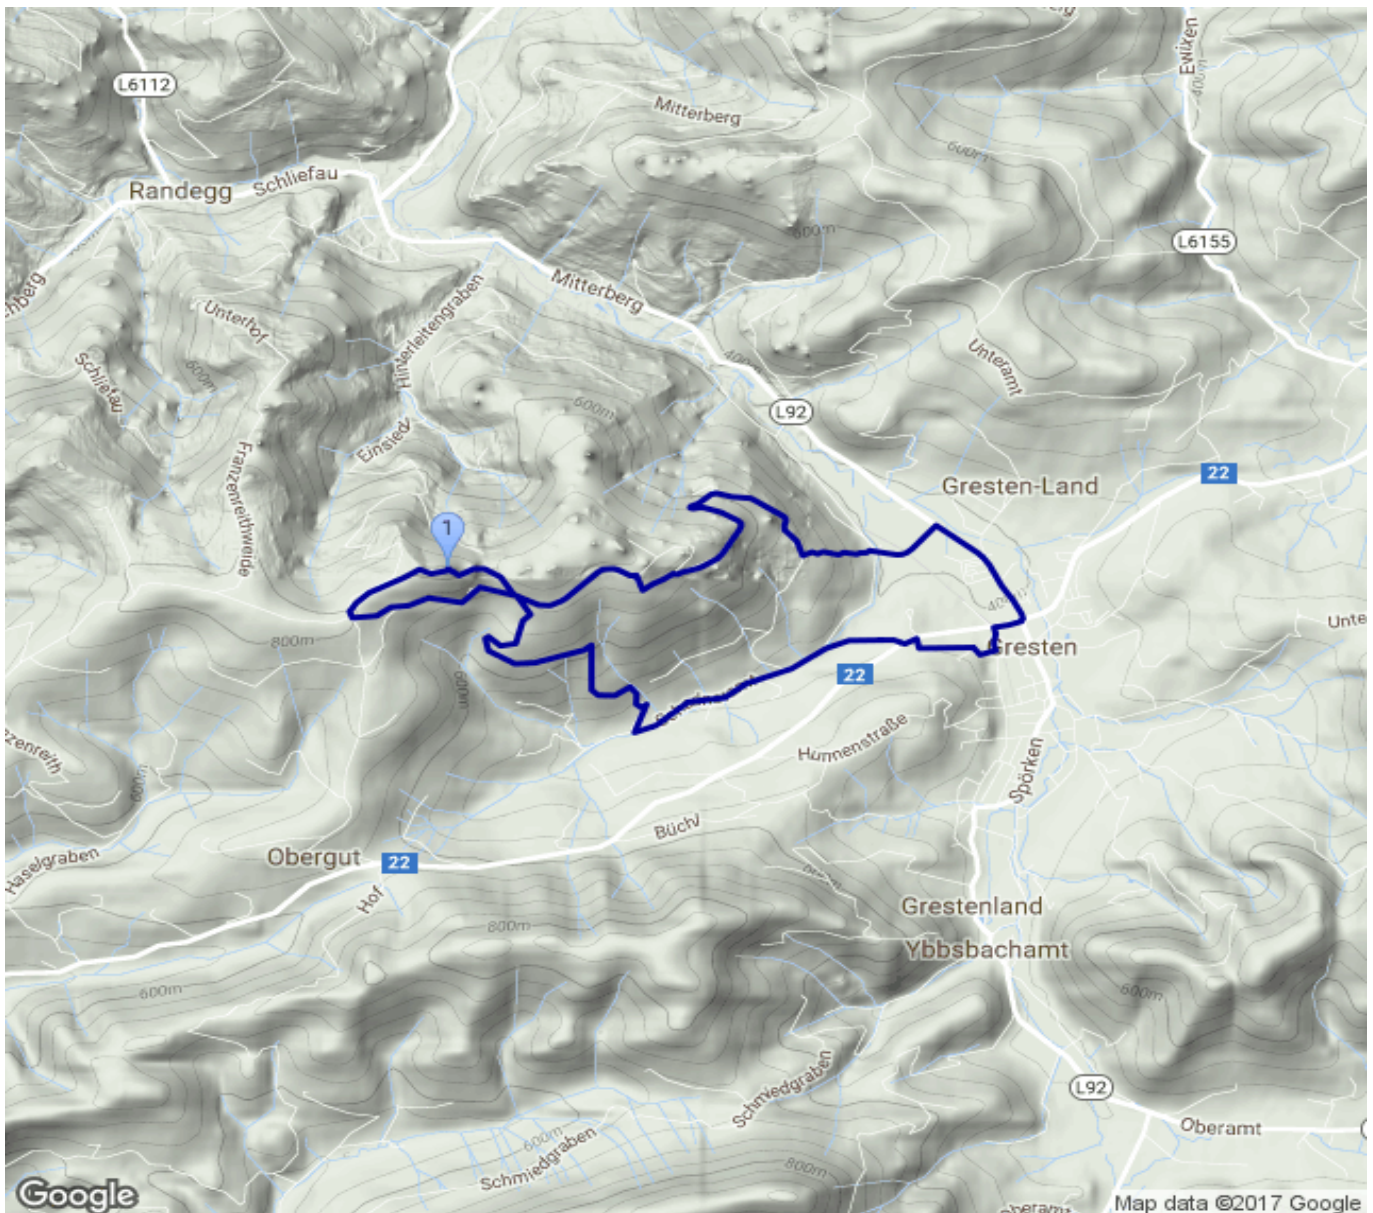 Ewixen
L6112
Mitterberg
600m
Randegg
Schliefau
600m
L6155
Mitterberg
Unterhof
Hinterleitengraben
Schliefau
600m
400m
Unteramt
600m
L92
Einsiedl
Franzenreithweide
22
Gresten-Land
1
400m
800m
Gresten
600m
22
Hunnenstraße
600m
Spörken
Büchl
Obergut
22
Haselgraben
Hof
Grestenland
800m
Ybbsbachamt
600m
600m
Schmiedgraben
L92
Oberamt
600m
Schmiedgraben
800m
Google
Map data ©2017 Google